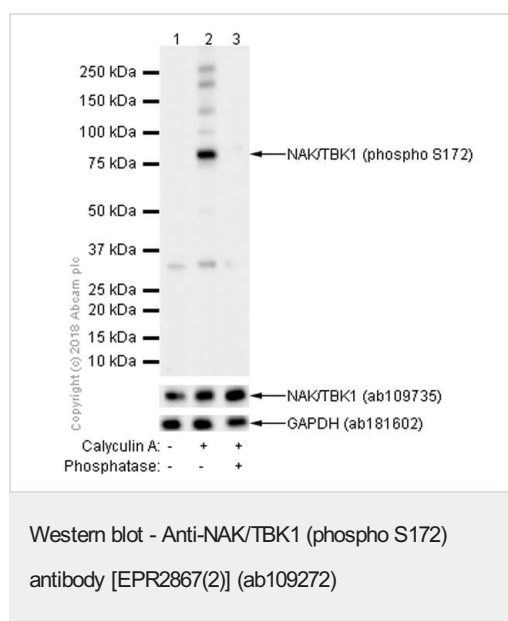 1 2 3
250 kDa
150 kDa
100 kDa
NAK/TBK1 (phospho S172)
75 kDa
50 kDa
37 kDa
25 kDa
20 kDa
15 kDa
10 kDa
Copyright (c) 2018 Abcam plc
NAK/TBK1 (ab109735)
GAPDH (ab181602)
Calyculin A: - + +
Phosphatase: - - +
Western blot - Anti-NAK/TBK1 (phospho S172)
antibody [EPR2867(2)] (ab109272)